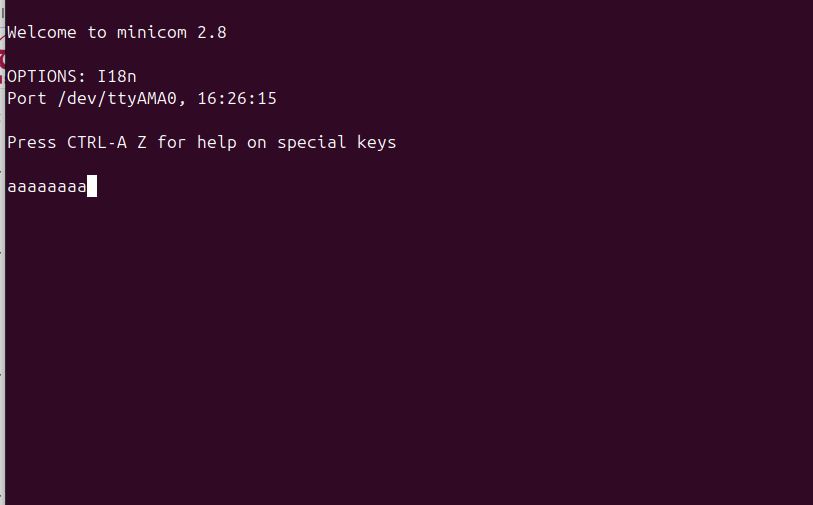 Welcome to minicom 2.8
OPTIONS: I18n
Port /dev/ttyAMA0, 16:26:15
Press CTRL-A Z for help on special keys
aaaaaaaa